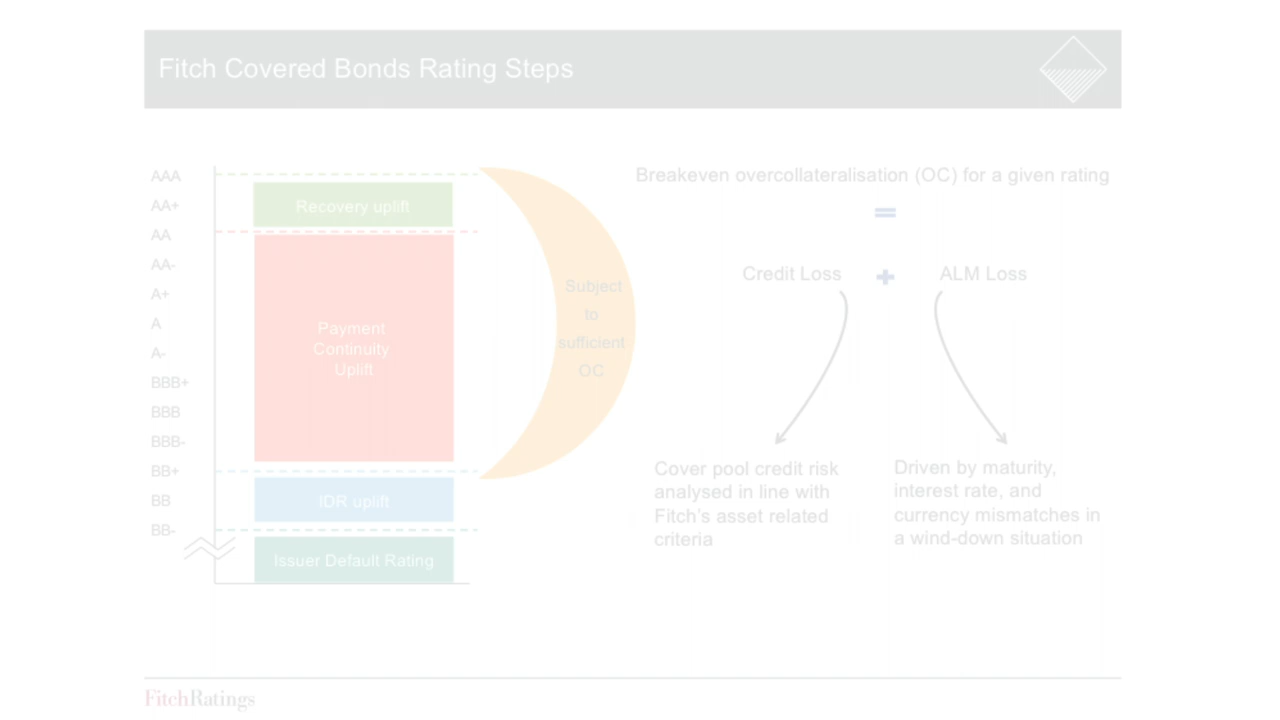 Fitch Covered Bonds Rating Steps
AAA
AA+
AA
AA-
A+
A
A-
BBB+
BBB
BBB-
BB+
BB
BB-
Recovery uplift
Payment
Continuity
Uplift
IDR uplift
Issuer Default Rating
Subject
to
sufficient
OC
Breakeven overcollateralisation (OC) for a given rating
=
Credit Loss + ALM Loss
Cover pool credit risk
analysed in line with
Fitch's asset related
criteria
Driven by maturity,
interest rate, and
currency mismatches in
a wind-down situation
FitchRatings